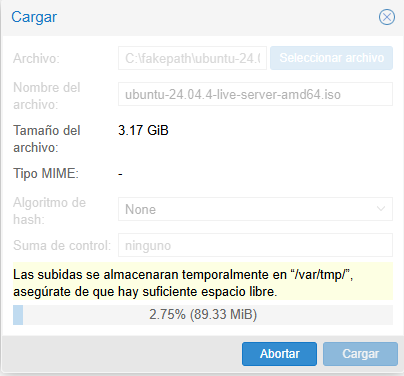 Cargar
Archivo: C:\fakepath\ubuntu-24.0 Seleccionar archivo
Nombre del
archivo: ubuntu-24.04.4-live-server-amd64.iso
Tamaño del
archivo: 3.17 GiB
Tipo MIME: -
Algoritmo de
hash: None
Suma de control: ninguno
Las subidas se almacenaran temporalmente en “/var/tmp/”,
asegúrate de que hay suficiente espacio libre.
2.75% (89.33 MiB)
Abortar Cargar